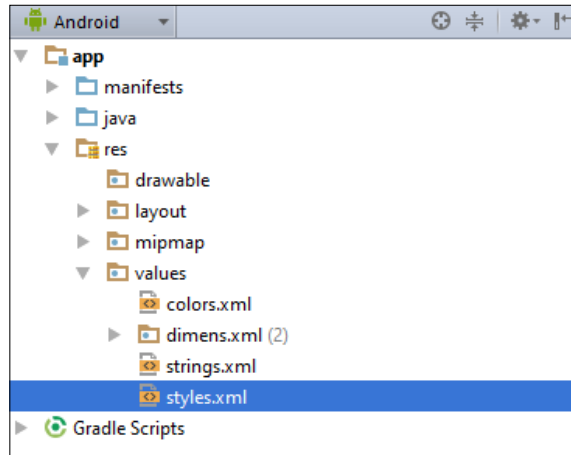 Android
app
manifests
java
res
drawable
layout
mipmap
values
colors.xml
dimens.xml (2)
strings.xml
styles.xml
Gradle Scripts